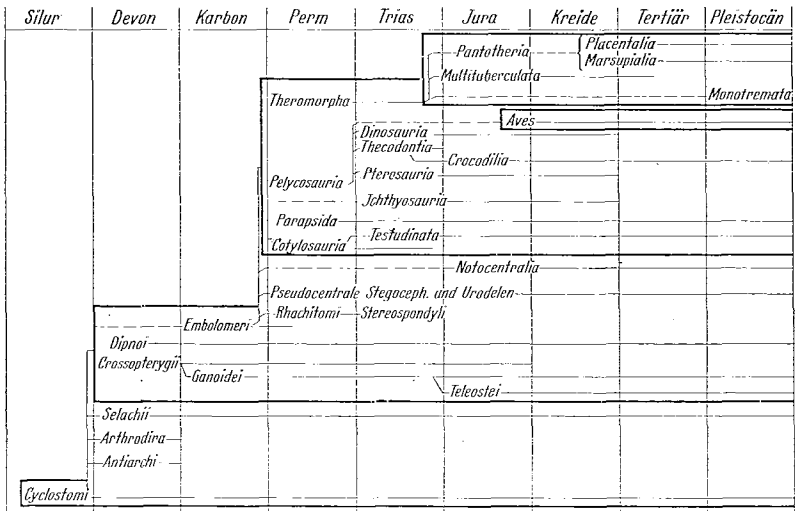 Silur Devon Karbon Perm Trias Jura Kreide Tertiär Pleistocän
Placentalia
Pantotheria
Marsupialia
Multituberculata
Monotremata
Theromorpha
Aves
Dinosauria
Thecodontia
Crocodilia
Pteresauria
Pelycosauria
Jchthyosauria
Parapsida
Testudinata
Cotylosauria
Notocentralia
Pseudocentrale Stegoceph. und Urodelen
Rhachitomi Stereospondyli
Embolomeri
Dipnoi
Crossopterygii
Ganoidei
Teleostei
Selachii
Arthrodira
Antiarchi
Cyclostomi